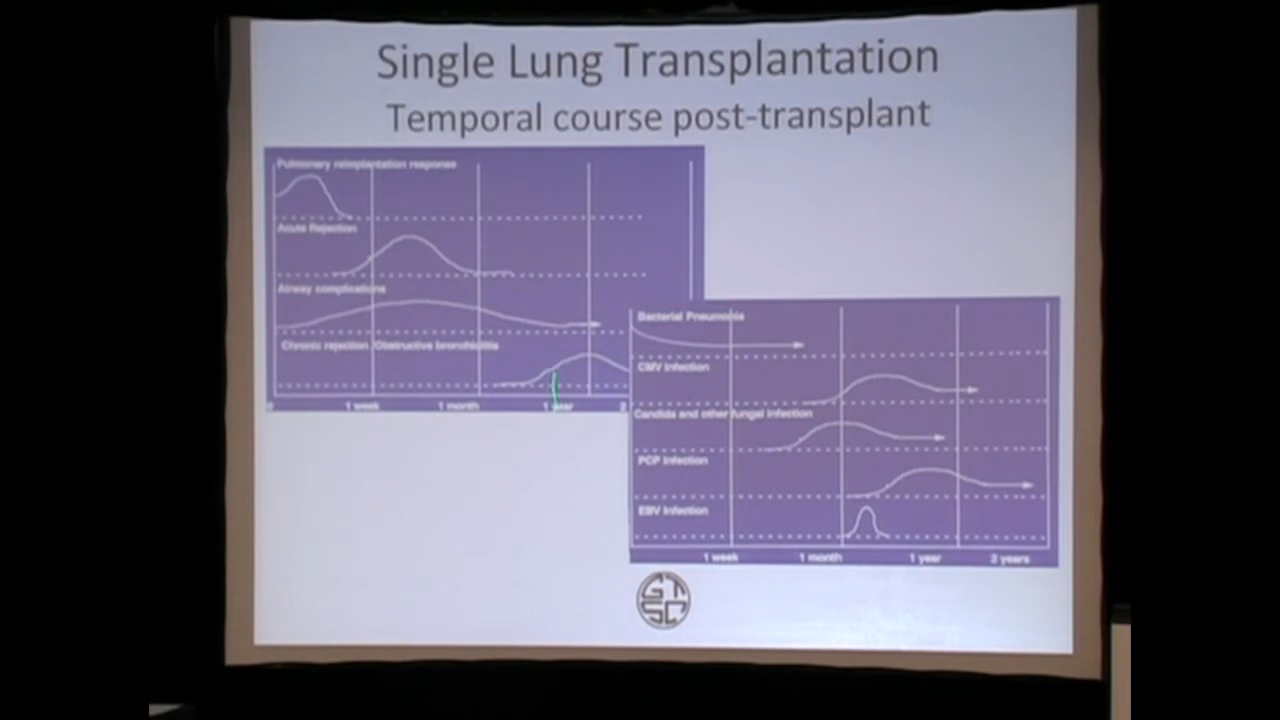 Single Lung Transplantation
Temporal course post-transplant
Pulmonary reimplantation response
Acute Rejection
Airway complications
Chronic rejection/Obstructive bronchiolitis
0 1 week 1 month 1 year 2
Bacterial Pneumonia
CMV Infection
Candida and other fungal infection
PCP Infection
EBV Infection
1 week 1 month 1 year 2 years
GTSC